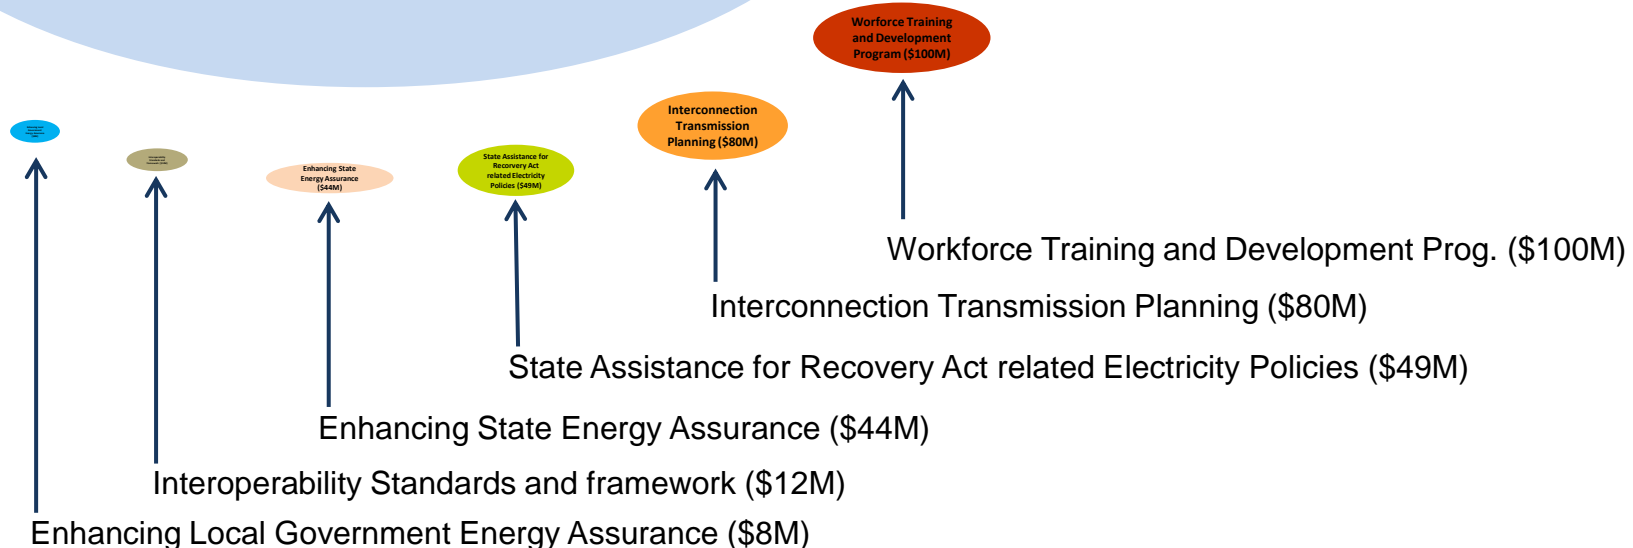 Worforce Training
and Development
Program ($100M)
Interconnection
Transmission
Planning ($80M)
State Assistance for
Recorvery Act
related Electricity
Policies ($49M)
Enhancing State
Energy Assurance
($44M)
Workforce Training and Development Prog. ($100M)
Interconnection Transmission Planning ($80M)
State Assistance for Recovery Act related Electricity Policies ($49M)
Enhancing State Energy Assurance ($44M)
Interoperability Standards and framework ($12M)
Enhancing Local Government Energy Assurance ($8M)